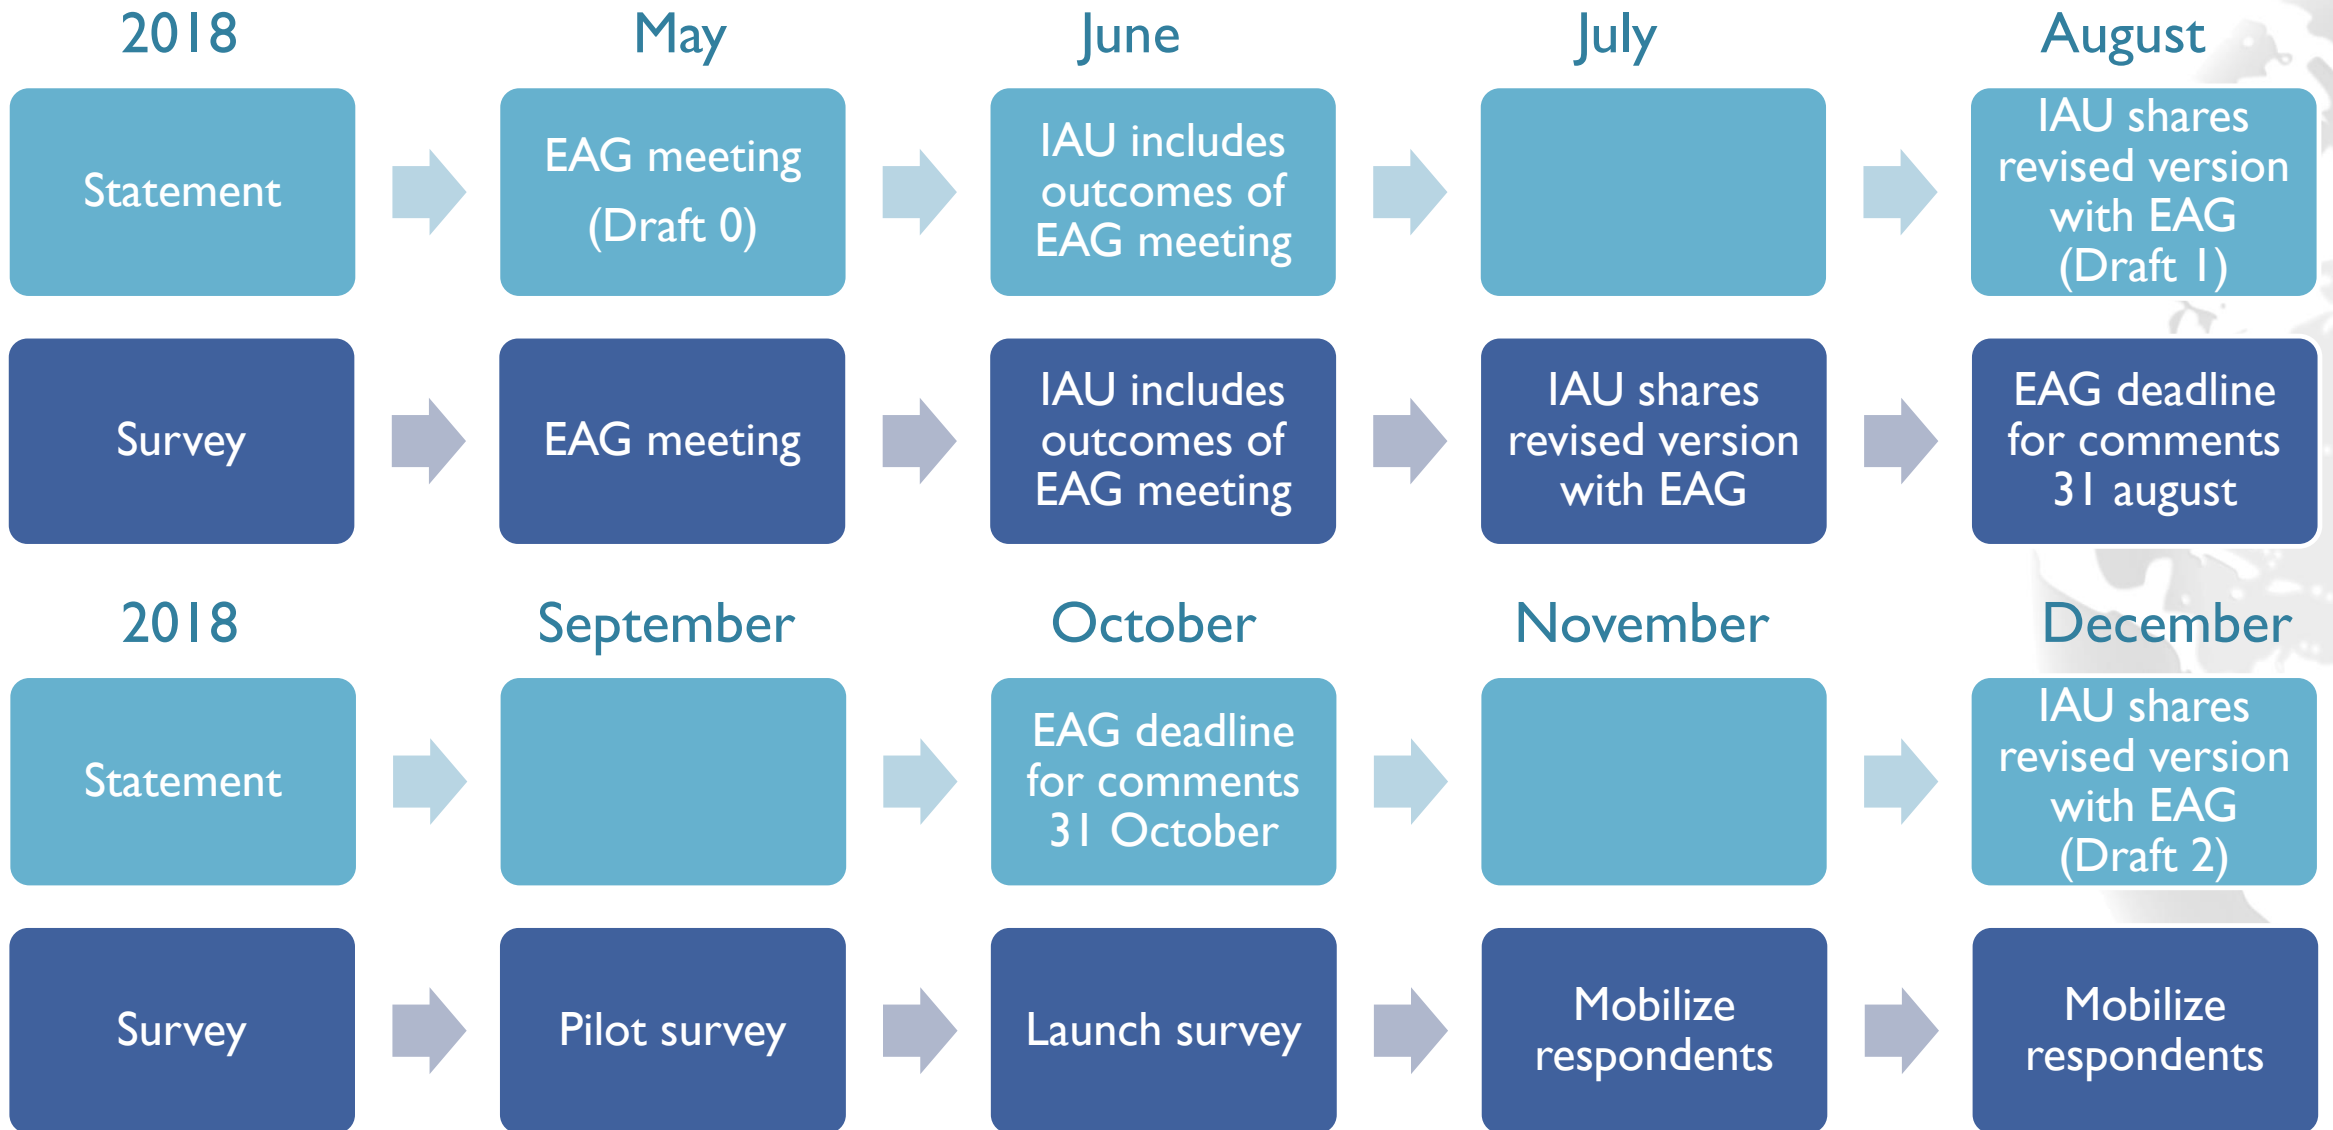 2018
May
June
July
August
Statement
EAG meeting
(Draft 0)
IAU includes
outcomes of
EAG meeting
IAU shares
revised version
with EAG
(Draft 1)
Survey
EAG meeting
IAU includes
outcomes of
EAG meeting
IAU shares
revised version
with EAG
EAG deadline
for comments
31 august
2018
September
October
November
December
Statement
EAG deadline
for comments
31 October
IAU shares
revised version
with EAG
(Draft 2)
Survey
Pilot survey
Launch survey
Mobilize
respondents
Mobilize
respondents